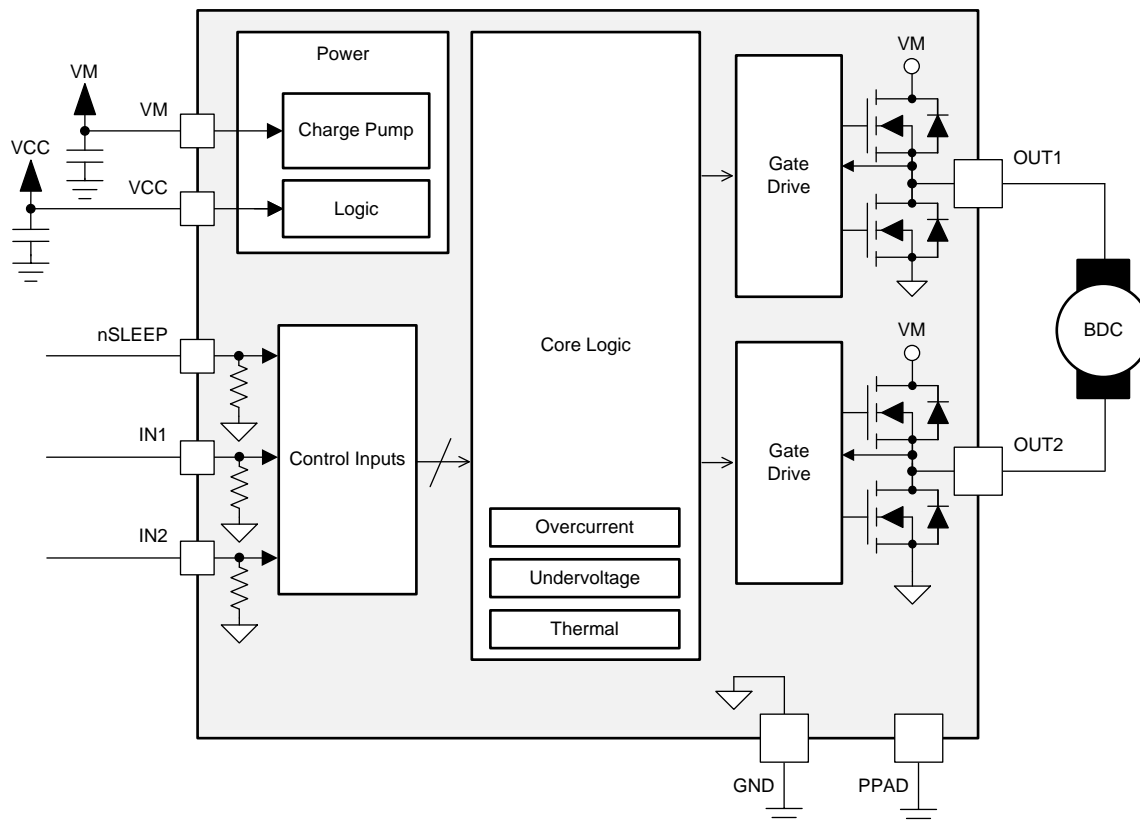 VM
VM
VCC
VCC
Power
Charge Pump
Logic
nSLEEP
IN1
IN2
Control Inputs
Core Logic
Overcurrent
Undervoltage
Thermal
Gate
Drive
VM
OUT1
BDC
Gate
Drive
VM
OUT2
GND
PPAD